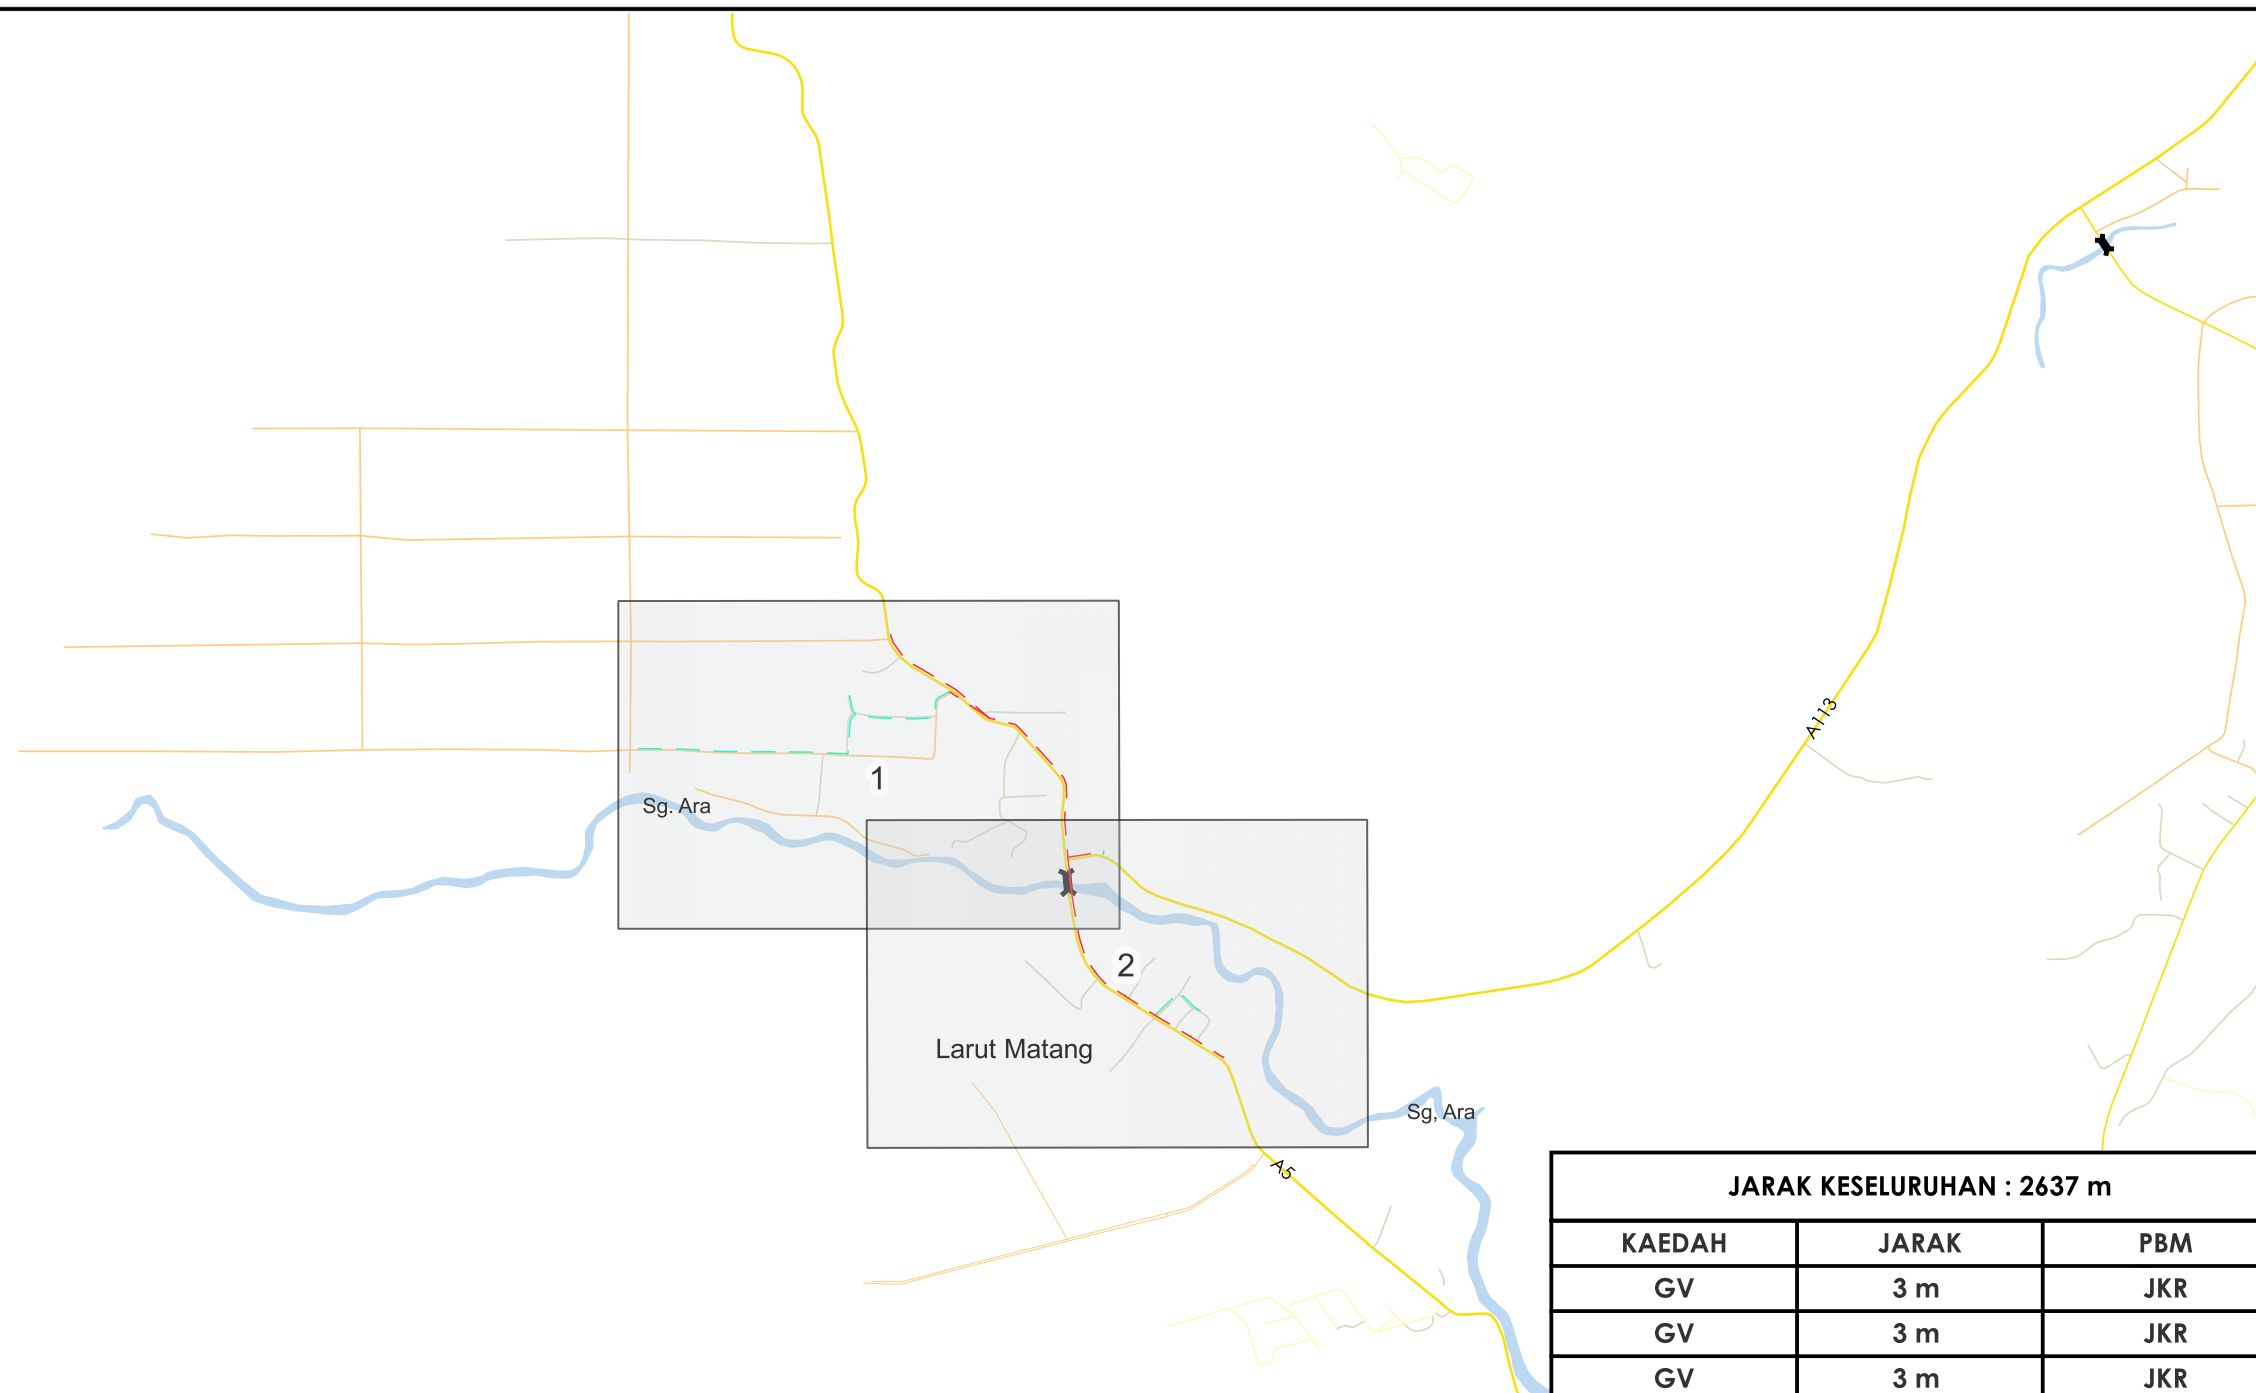 A113
1
Sg. Ara
2
Larut Matang
Sg, Ara
A5
JARAK KESELURUHAN : 2637 m
KAEDAH JARAK PBM
GV 3 m JKR
GV 3 m JKR
GV 3 m JKR